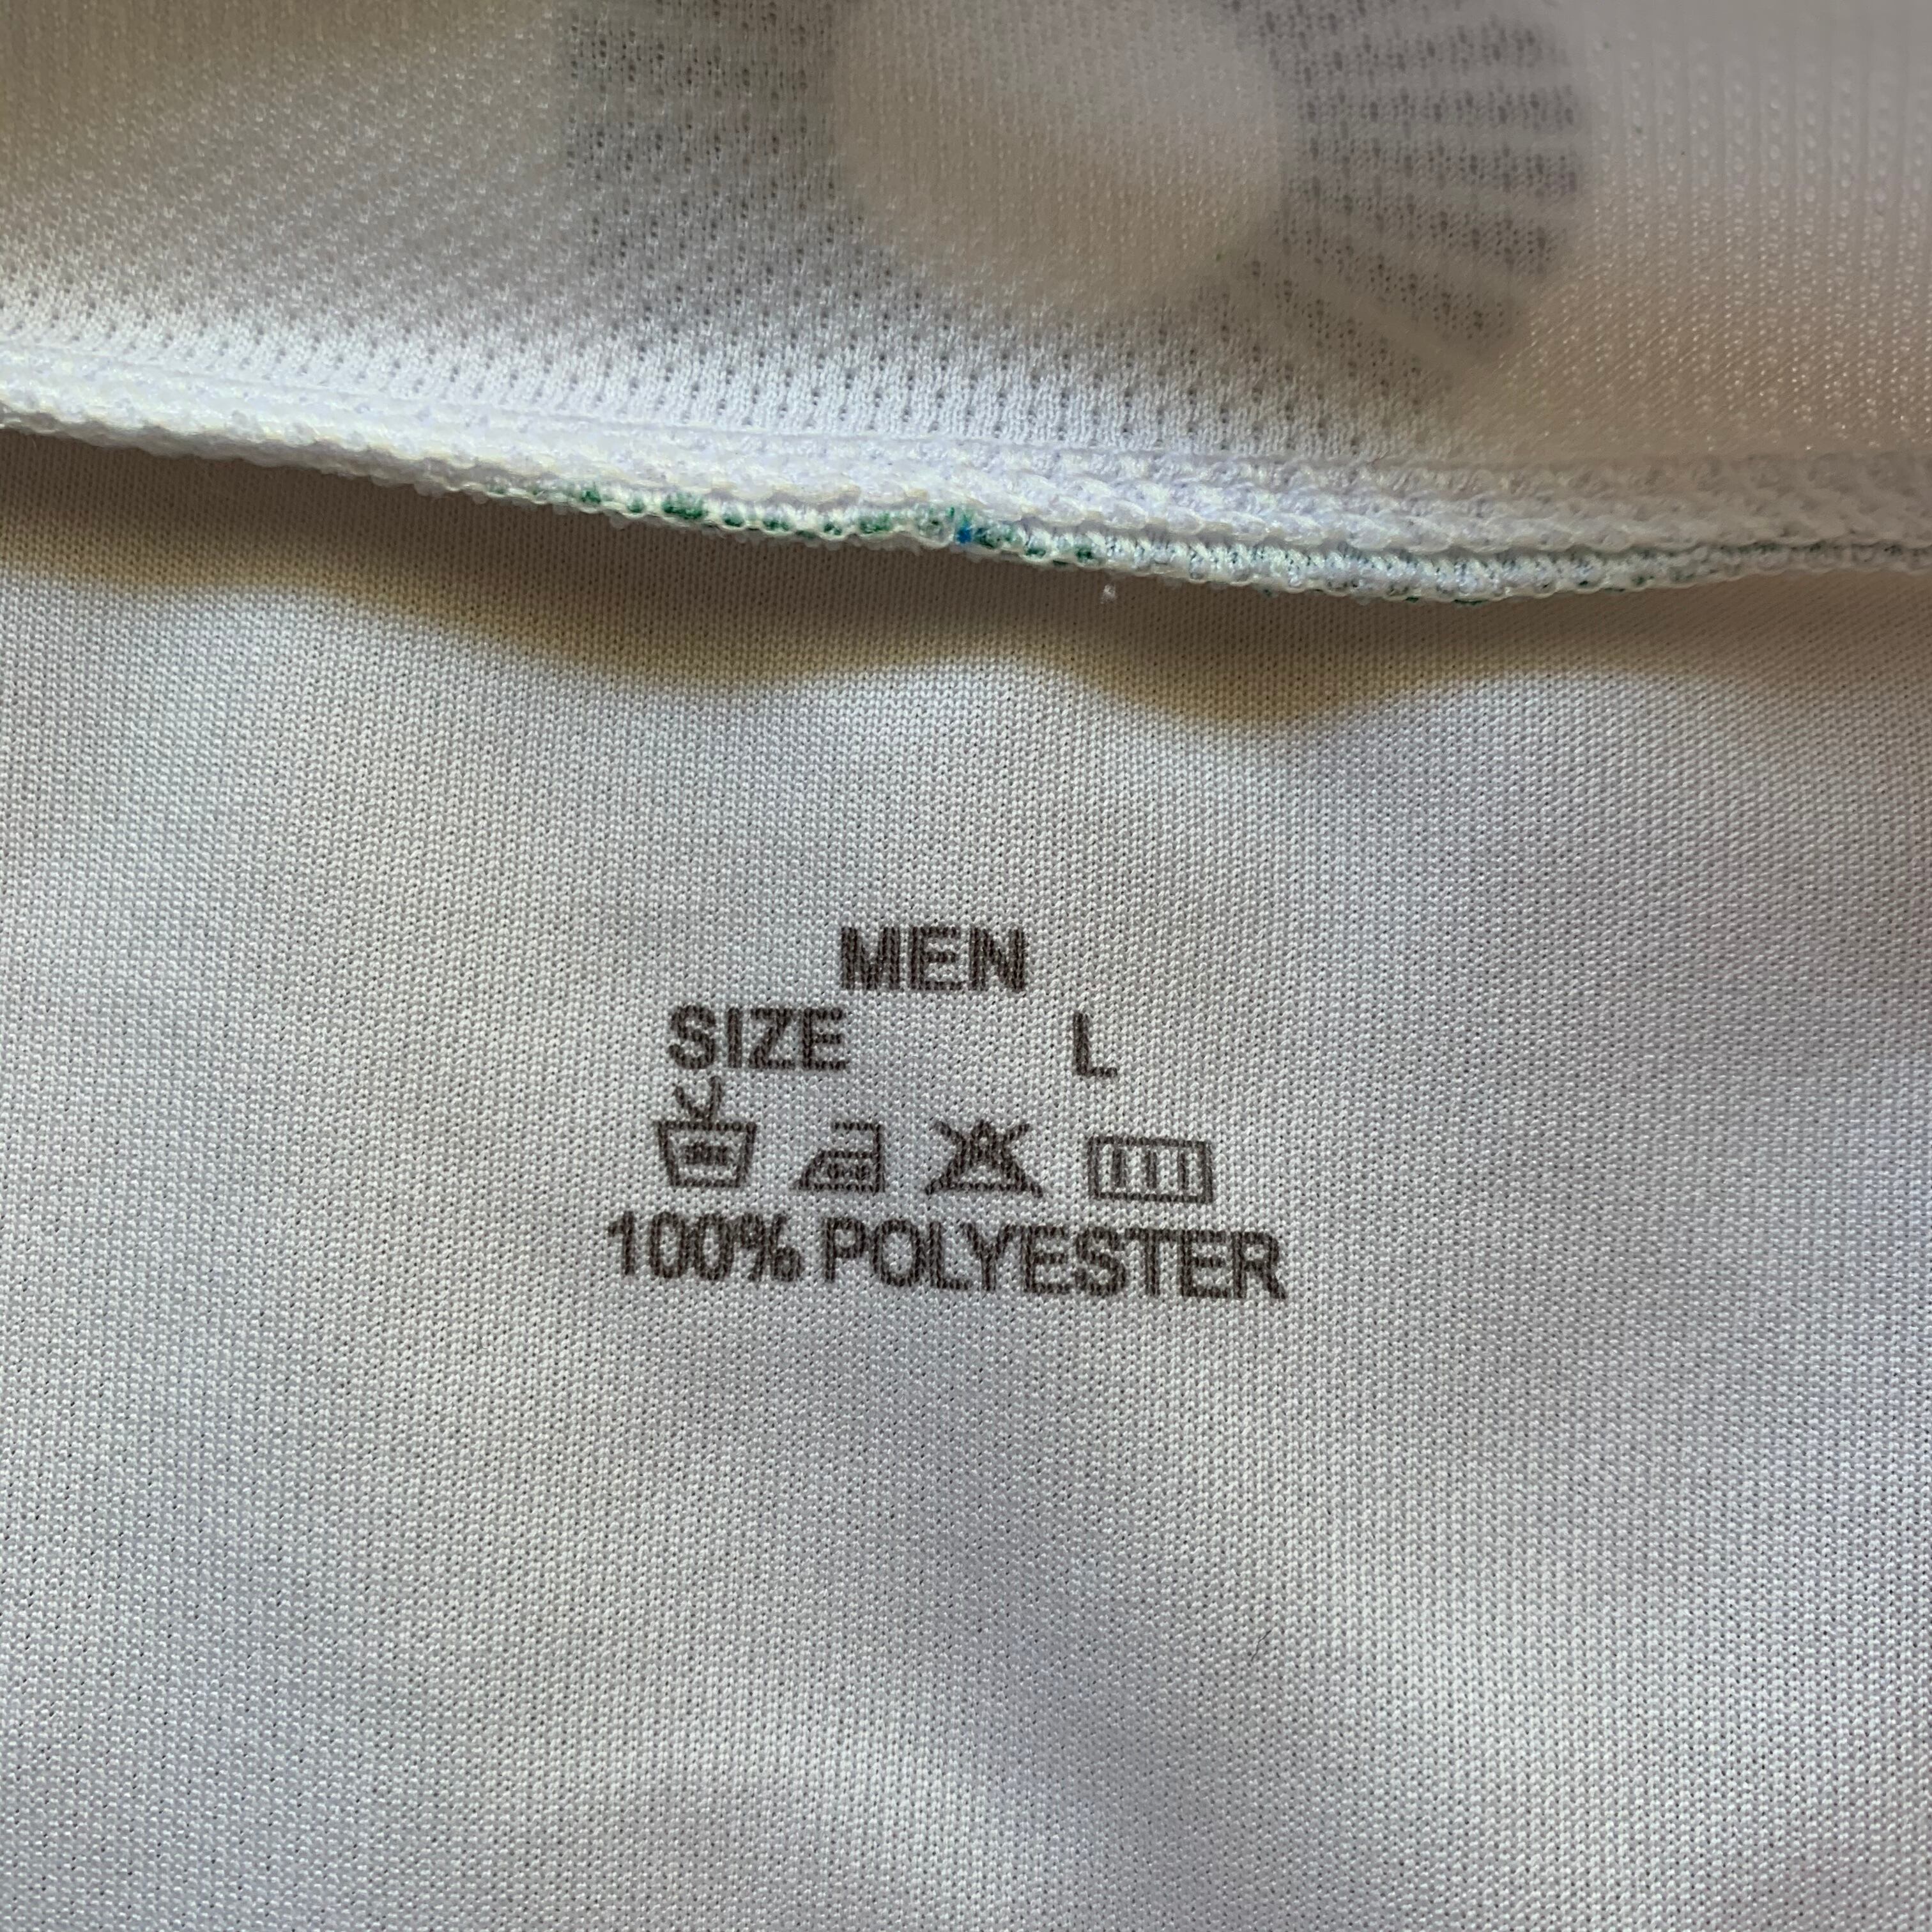 MEN
SIZE L
100% POLYESTER